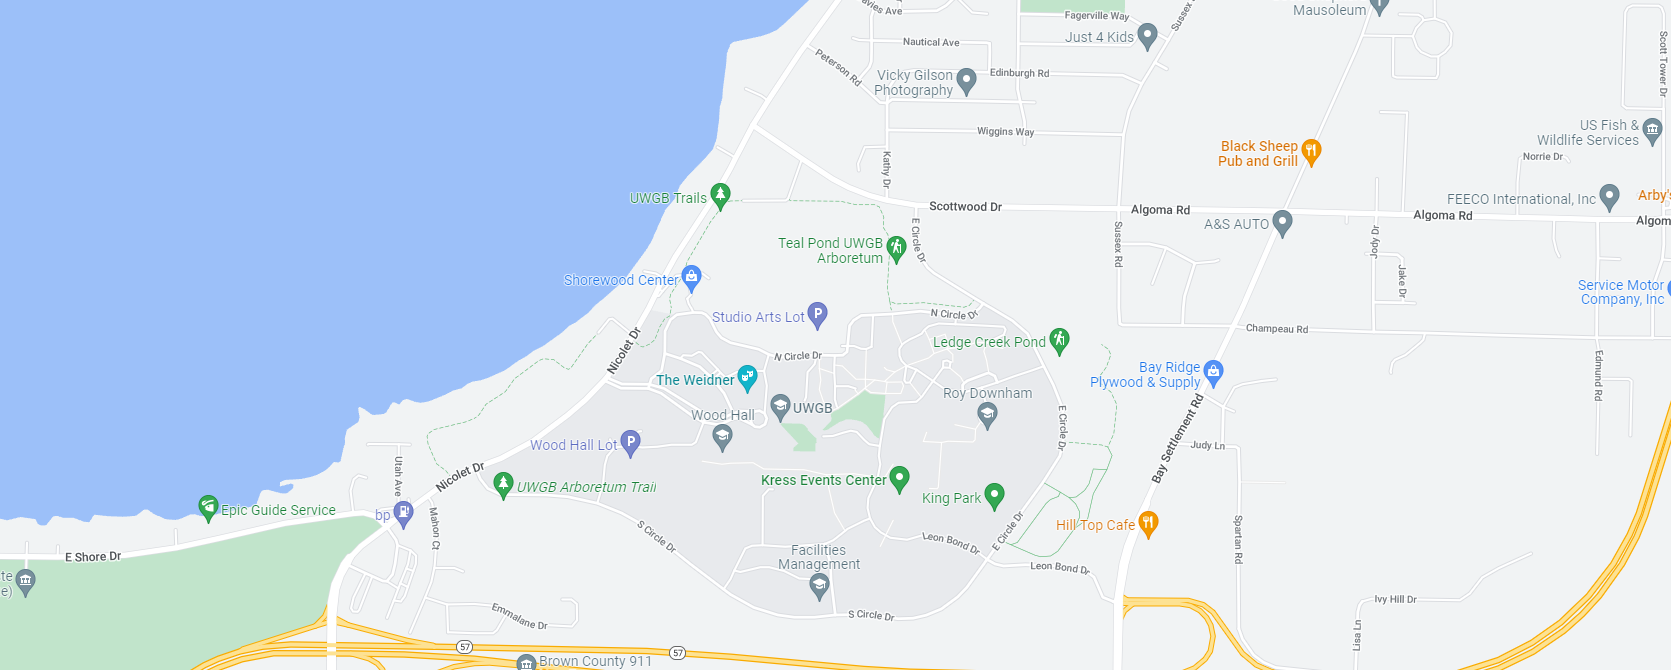 Fagerville Way
Sussex
Mausoleum
Just 4 Kids
Nautical Ave
Peterson Rd
Vicky Gilson
Photography
Edinburgh Rd
Scott Tower Dr
Wiggins Way
US Fish &
Wildlife Services
Black Sheep
Pub and Grill
Norrie Dr
Kathy Dr
UWGB Trails
Scottwood Dr
Algoma Rd
FEECO International, Inc
Arby's
Algoma Rd
Algom
A&S AUTO
E Circle Dr
Sussex Rd
Jody Dr
Teal Pond UWGB
Arboretum
Jake Dr
Shorewood Center
Service Motor
Company, Inc
Studio Arts Lot
N Circle Dr
Champeau Rd
Nicolet Dr
Ledge Creek Pond
N Circle Dr
Edmund Rd
The Weidner
Bay Ridge
Plywood & Supply
Roy Downham
UWGB
Wood Hall
E Circle Dr
Wood Hall Lot
Bay Settlement Rd
Judy Ln
Utah Ave
Nicolet Dr
UWGB Arboretum Trail
Kress Events Center
King Park
Epic Guide Service
bp
Mahon Ct
S Circle Dr
E Circle Dr
Hill Top Cafe
Spartan Rd
Leon Bond Dr
E Shore Dr
Facilities
Management
Leon Bond Dr
te
e)
Emmalane Dr
S Circle Dr
Ivy Hill Dr
Lisa Ln
57
57
Brown County 911